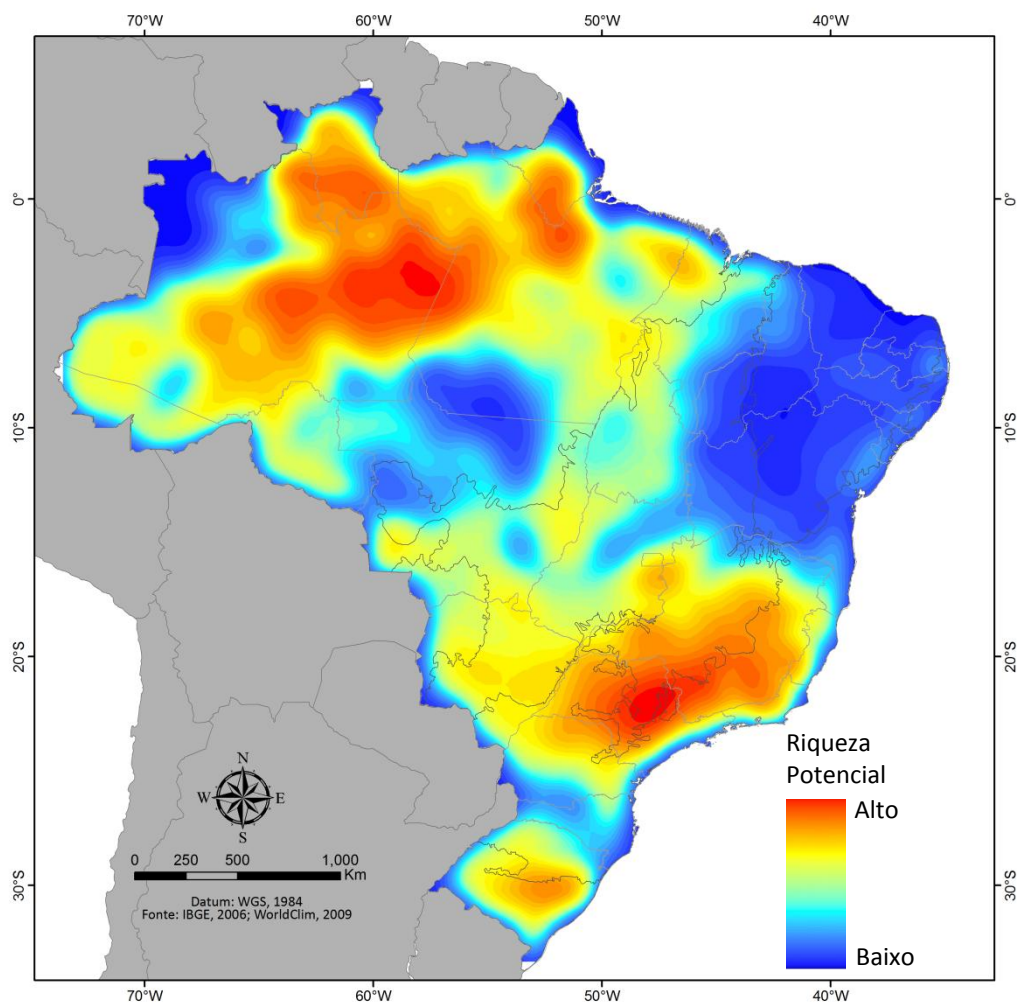 70°W 60°W 50°W 40°W
0° 0°
10°S 10°S
20°S 20°S
30°S 30°S
N
W E
S
0 250 500 1,000
Km
Datum: WGS, 1984
Fonte: IBGE, 2006; WorldClim, 2009
Riqueza
Potencial
Alto
Baixo
70°W 60°W 50°W 40°W